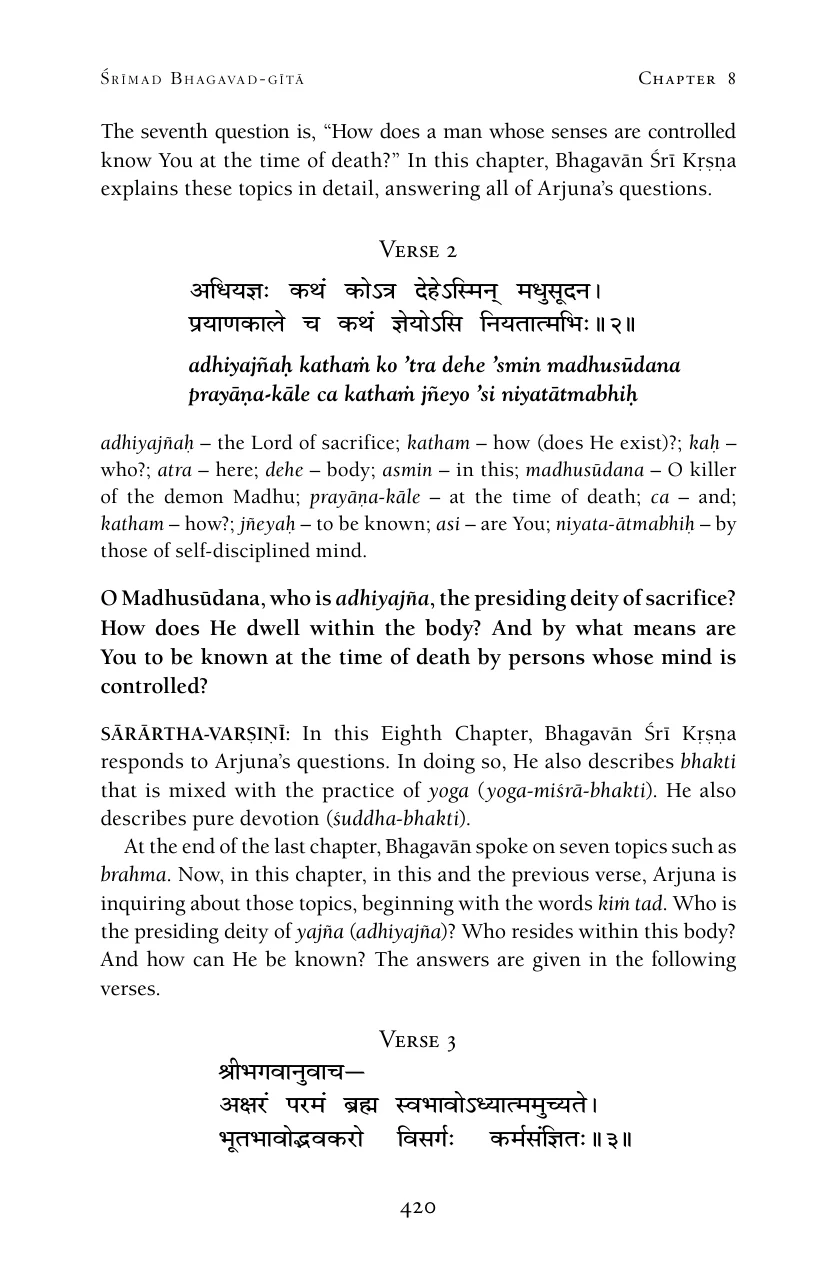 Śrīmad Bhagavad-gītā Chapter 8
The seventh question is, “How does a man whose senses are controlled
know You at the time of death?” In this chapter, Bhagavān Śrī Kṛṣṇa
explains these topics in detail, answering all of Arjuna’s questions.
Verse 2
अधियज्ञः कथं कोऽत्र देहेऽस्मिन् मधुसूदन।
प्रयाणकाले च कथं ज्ञेयोऽसि नियतात्मभिः॥२॥
adhiyajñaḥ kathaṁ ko ’tra dehe ’smin madhusūdana
prayāṇa-kāle ca kathaṁ jñeyo ’si niyatātmabhiḥ
adhiyajñaḥ – the Lord of sacrifice; katham – how (does He exist)?; kaḥ –
who?; atra – here; dehe – body; asmin – in this; madhusūdana – O killer
of the demon Madhu; prayāṇa-kāle – at the time of death; ca – and;
katham – how?; jñeyaḥ – to be known; asi – are You; niyata-ātmabhiḥ – by
those of self-disciplined mind.
O Madhusūdana, who is adhiyajña, the presiding deity of sacrifice?
How does He dwell within the body? And by what means are
You to be known at the time of death by persons whose mind is
controlled?
SĀRĀRTHA-VARṢIṆĪ: In this Eighth Chapter, Bhagavān Śrī Kṛṣṇa
responds to Arjuna’s questions. In doing so, He also describes bhakti
that is mixed with the practice of yoga (yoga-miśrā-bhakti). He also
describes pure devotion (śuddha-bhakti).
At the end of the last chapter, Bhagavān spoke on seven topics such as
brahma. Now, in this chapter, in this and the previous verse, Arjuna is
inquiring about those topics, beginning with the words kiṁ tad. Who is
the presiding deity of yajña (adhiyajña)? Who resides within this body?
And how can He be known? The answers are given in the following
verses.
Verse 3
श्रीभगवानुवाच—
अक्षरं परमं ब्रह्म स्वभावोऽध्यात्ममुच्यते।
भूतभावोद्भवकरो विसर्गः कर्मसंज्ञितः॥३॥
420